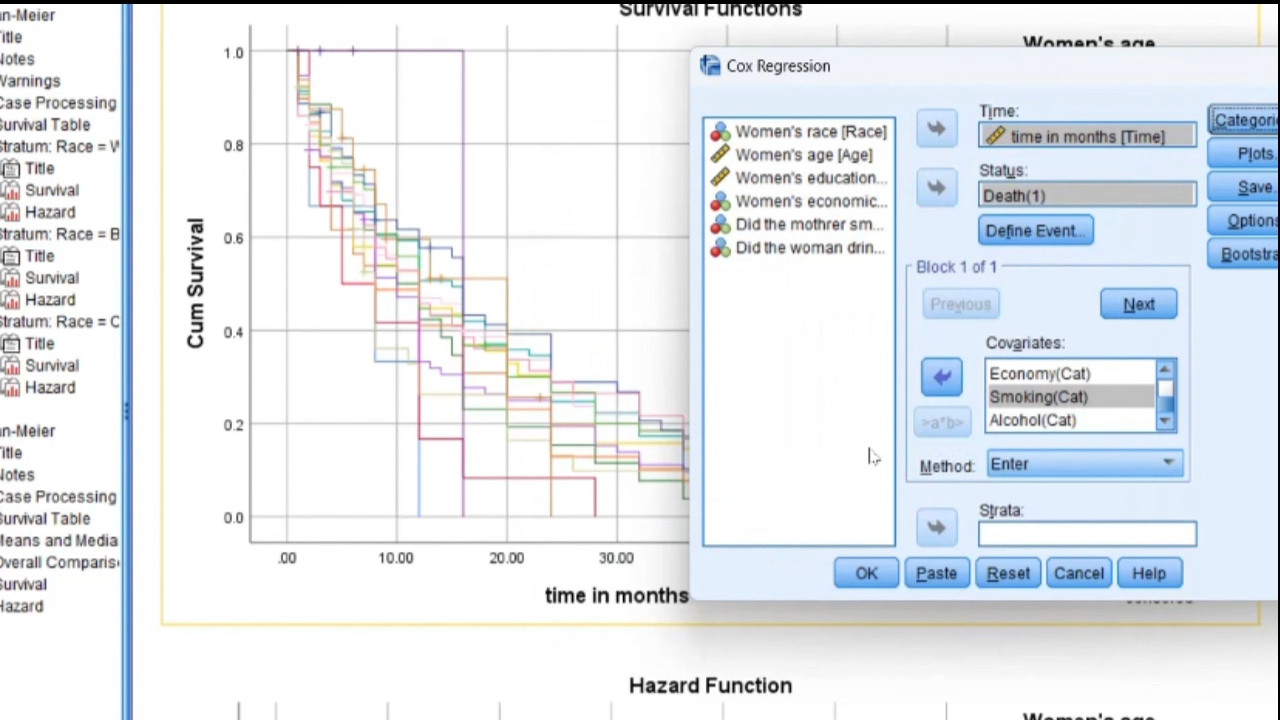 an-Meier
Title
Notes
Warnings
Case Processing
Survival Table
Stratum: Race = W
Title
Survival
Hazard
Stratum: Race = B
Title
Survival
Hazard
Stratum: Race = O
Title
Survival
Hazard
an-Meier
Title
Notes
Case Processing
Survival Table
Means and Media
Overall Comparis
Survival
Hazard
Survival Functions
Women's age
Cum Survival
1.0
0.8
0.6
0.4
0.2
0.0
.00
10.00
20.00
30.00
time in months
censored
Hazard Function
Women's age
Cox Regression
Women's race [Race]
Women's age [Age]
Women's education...
Women's economic...
Did the mothrer sm...
Did the woman drin...
Time:
time in months [Time]
Status:
Death(1)
Define Event...
Block 1 of 1
Previous
Next
Covariates:
Economy(Cat)
Smoking(Cat)
Alcohol(Cat)
>a*b>
Method:
Enter
Strata:
Categoric
Plots.
Save.
Options
Bootstra
OK
Paste
Reset
Cancel
Help